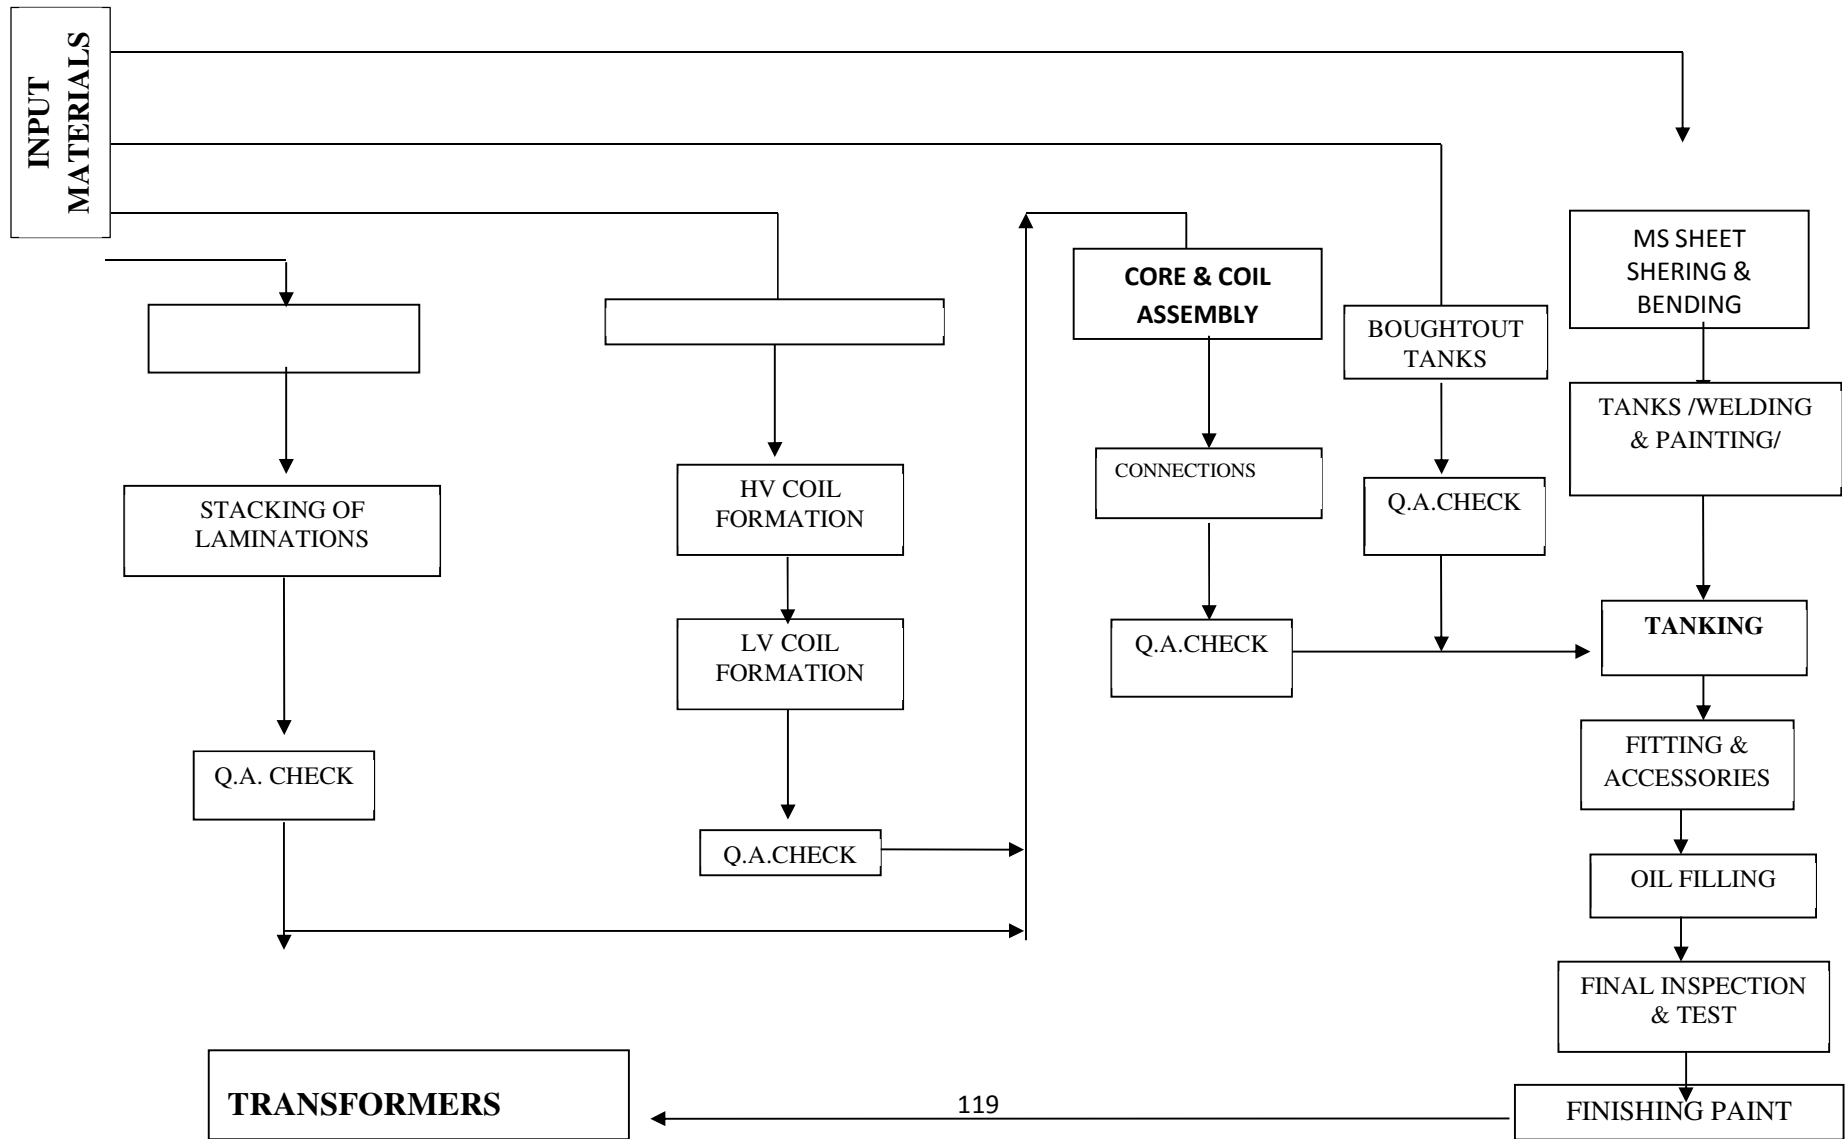 INPUT
MATERIALS
MS SHEET
SHERING &
BENDING
CORE & COIL
ASSEMBLY
BOUGHTOUT
TANKS
TANKS /WELDING
& PAINTING/
CONNECTIONS
STACKING OF
LAMINATIONS
HV COIL
FORMATION
Q.A.CHECK
LV COIL
FORMATION
Q.A.CHECK
TANKING
Q.A. CHECK
FITTING &
ACCESSORIES
Q.A.CHECK
OIL FILLING
FINAL INSPECTION
& TEST
TRANSFORMERS
119
FINISHING PAINT